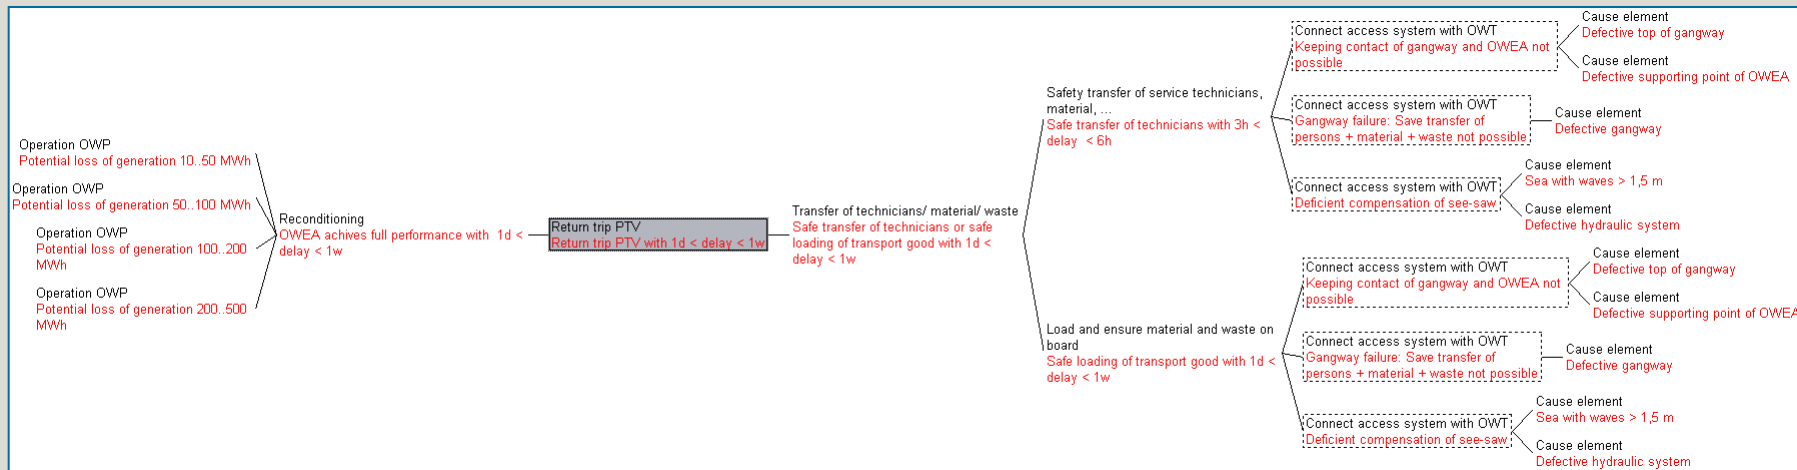 Operation OWP
Potential loss of generation 10..50 MWh
Operation OWP
Potential loss of generation 50..100 MWh
Operation OWP
Potential loss of generation 100..200
MWh
Operation OWP
Potential loss of generation 200..500
MWh
Reconditioning
OWEA achives full performance with 1d <
delay < 1w
Return trip PTV
Return trip PTV with 1d < delay < 1w
Transfer of technicians/ material/ waste
Safe transfer of technicians or safe
loading of transport good with 1d <
delay < 1w
Safety transfer of service technicians,
material, ...
Safe transfer of technicians with 3h <
delay < 6h
Connect access system with OWT
Keeping contact of gangway and OWEA not
possible
Cause element
Defective top of gangway
Cause element
Defective supporting point of OWEA
Connect access system with OWT
Gangway failure: Save transfer of
persons + material + waste not possible
Cause element
Defective gangway
Connect access system with OWT
Deficient compensation of see-saw
Cause element
Sea with waves > 1,5 m
Cause element
Defective hydraulic system
Load and ensure material and waste on
board
Safe loading of transport good with 1d <
delay < 1w
Connect access system with OWT
Keeping contact of gangway and OWEA not
possible
Cause element
Defective top of gangway
Cause element
Defective supporting point of OWEA
Connect access system with OWT
Gangway failure: Save transfer of
persons + material + waste not possible
Cause element
Defective gangway
Connect access system with OWT
Deficient compensation of see-saw
Cause element
Sea with waves > 1,5 m
Cause element
Defective hydraulic system